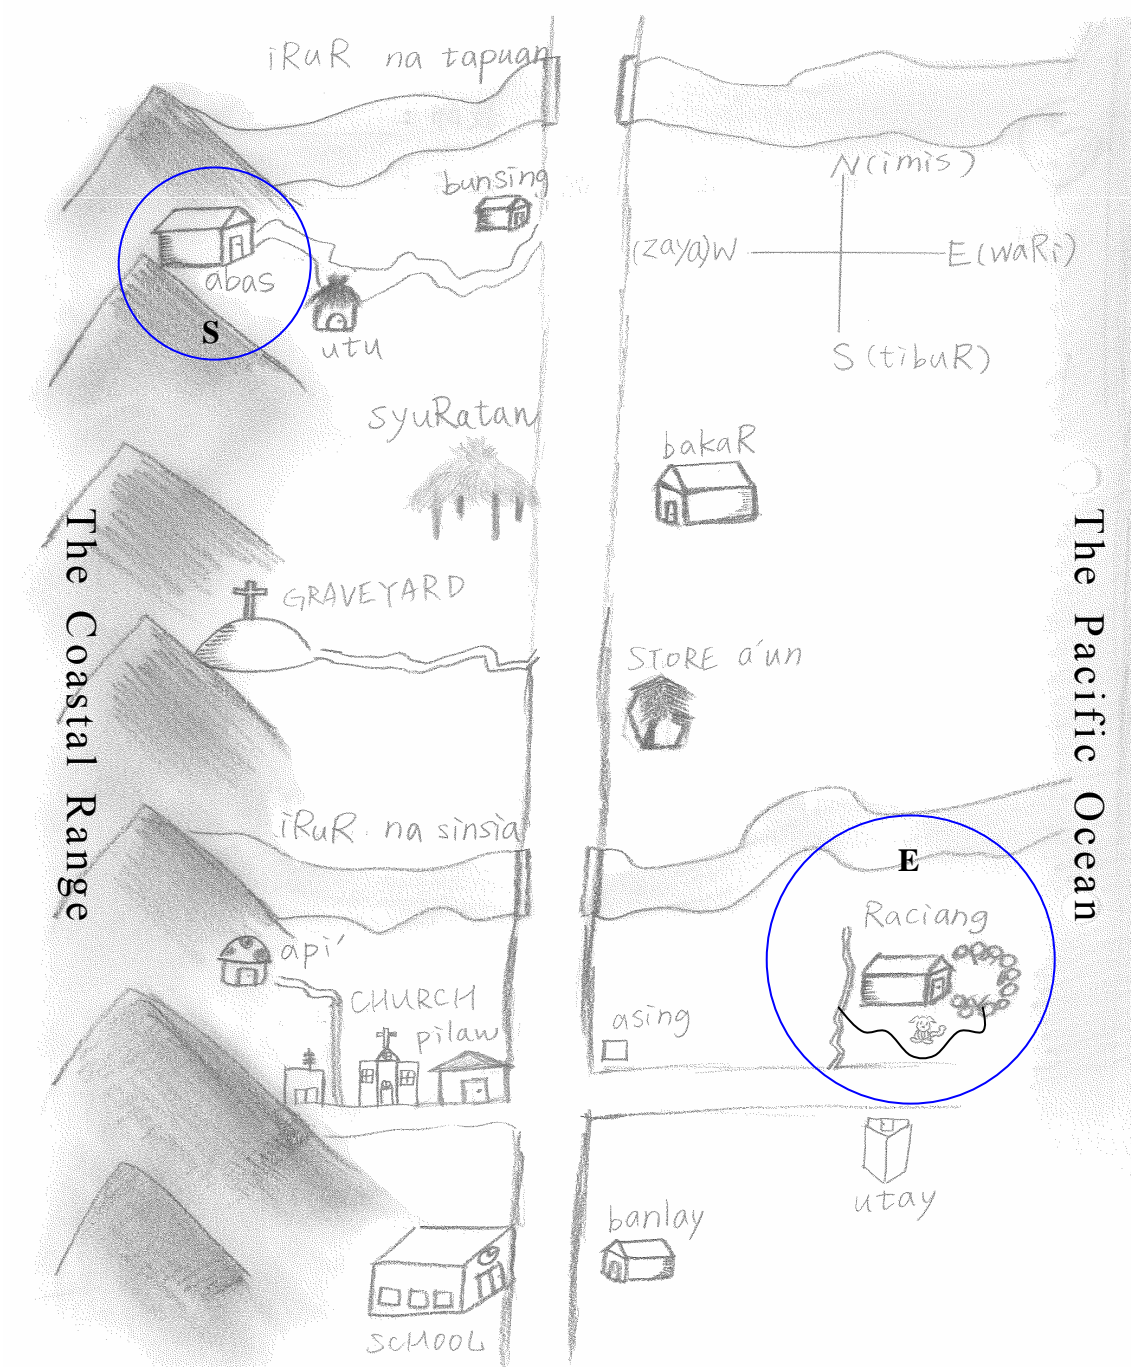 iRuR na tapuan
N(imis)
bunsing
(zaya)W
E(waRi)
abas
S
utu
S(tibuR)
syuRatan
bakaR
The Coastal Range
The Pacific Ocean
GRAVEYARD
STORE a'un
iRuR na sinsia
E
Raciang
api'
CHURCH
pilaw
asing
utay
banlay
SCHOOL